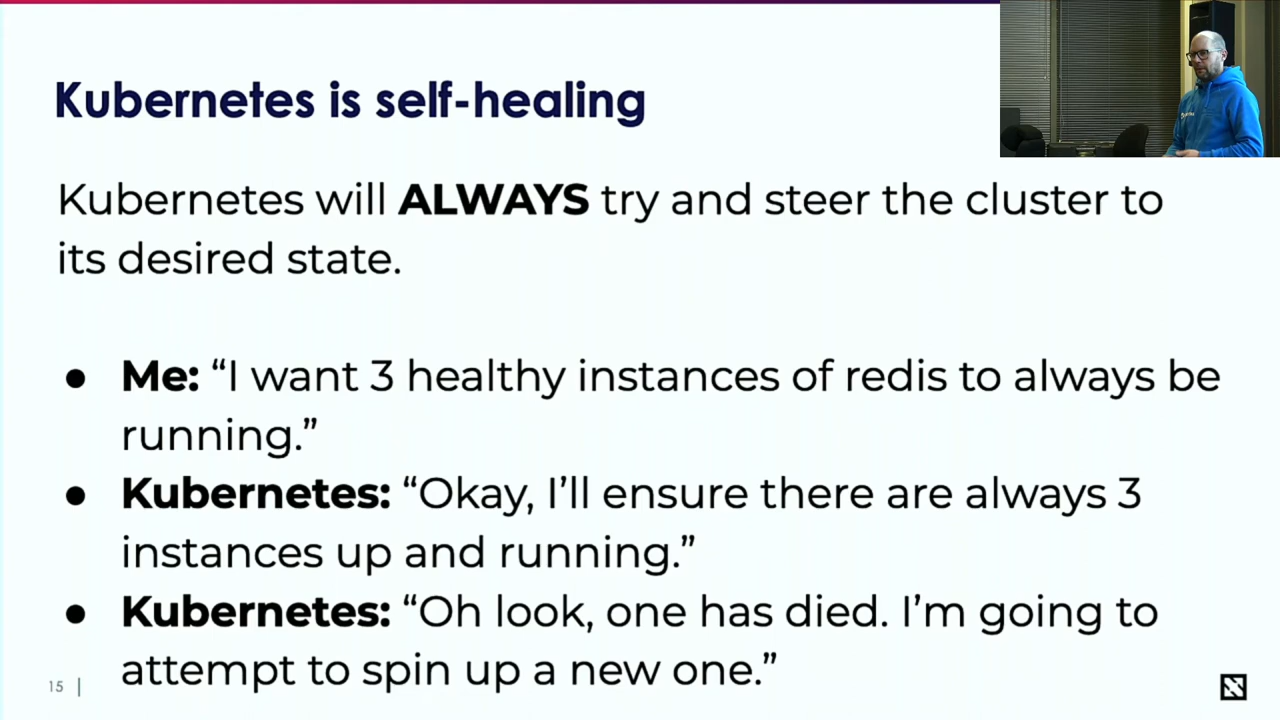 Kubernetes is self-healing
Kubernetes will ALWAYS try and steer the cluster to
its desired state.
● Me: “I want 3 healthy instances of redis to always be
running.”
● Kubernetes: “Okay, I’ll ensure there are always 3
instances up and running.”
● Kubernetes: “Oh look, one has died. I’m going to
attempt to spin up a new one.”
15 |